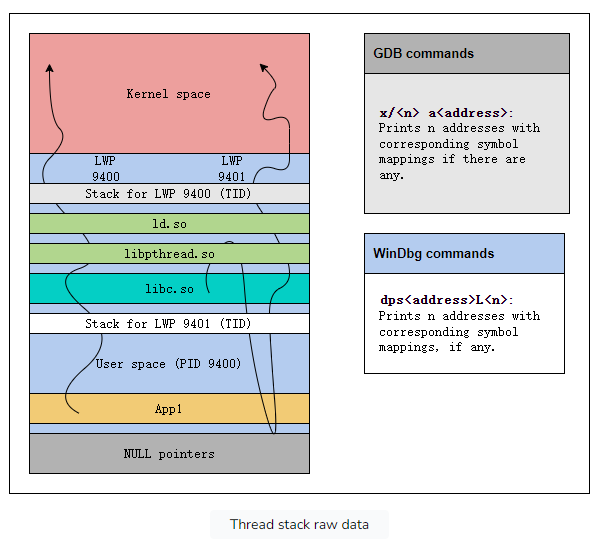 Kernel space
LWP
9400
LWP
9401
Stack for LWP 9400 (TID)
ld.so
libpthread.so
libc.so
Stack for LWP 9401 (TID)
User space (PID 9400)
App1
NULL pointers
GDB commands
x/<n> a<address>:
Prints n addresses with
corresponding symbol
mappings if there are
any.
WinDbg commands
dps<address>L<n>:
Prints n addresses with
corresponding symbol
mappings, if any.
Thread stack raw data